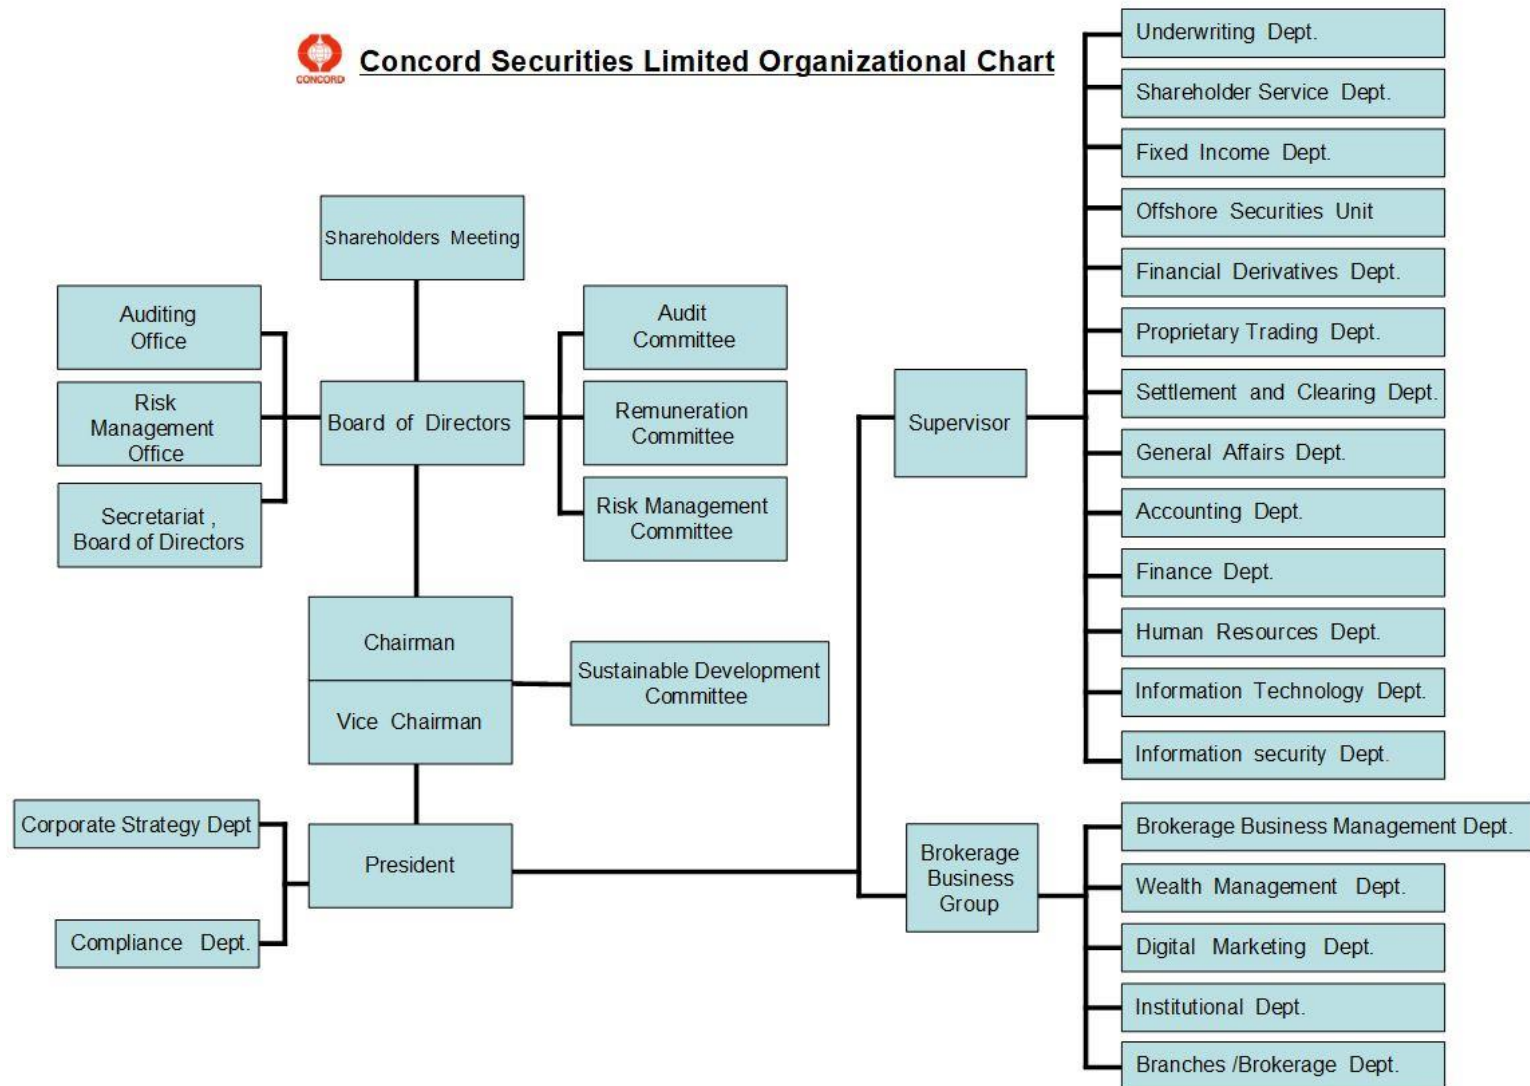 CONCORD
Concord Securities Limited Organizational Chart
Shareholders Meeting
Auditing
Office
Risk
Management
Office
Secretariat ,
Board of Directors
Board of Directors
Audit
Committee
Remuneration
Committee
Risk Management
Committee
Chairman
Vice Chairman
Sustainable Development
Committee
Corporate Strategy Dept
Compliance Dept.
President
Supervisor
Brokerage
Business
Group
Underwriting Dept.
Shareholder Service Dept.
Fixed Income Dept.
Offshore Securities Unit
Financial Derivatives Dept.
Proprietary Trading Dept.
Settlement and Clearing Dept.
General Affairs Dept.
Accounting Dept.
Finance Dept.
Human Resources Dept.
Information Technology Dept.
Information security Dept.
Brokerage Business Management Dept.
Wealth Management Dept.
Digital Marketing Dept.
Institutional Dept.
Branches /Brokerage Dept.